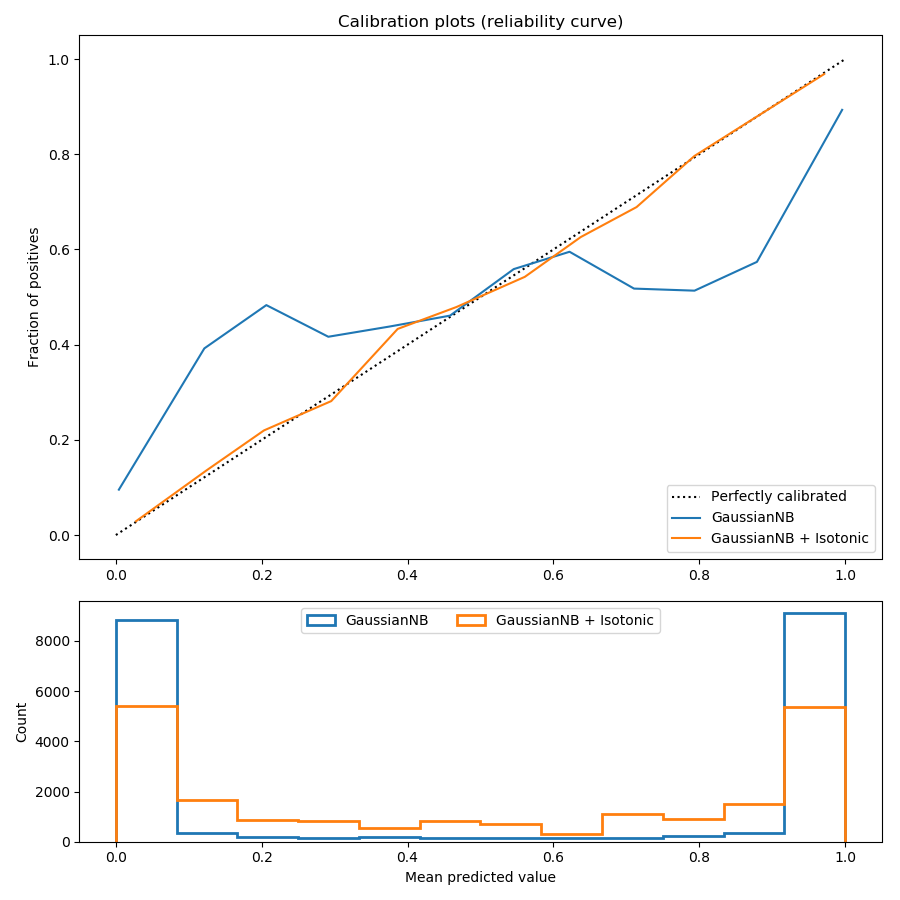 Calibration plots (reliability curve)
1.0
0.8
0.6
0.4
0.2
0.0
Fraction of positives
Perfectly calibrated
GaussianNB
GaussianNB + Isotonic
0.0 0.2 0.4 0.6 0.8 1.0
GaussianNB GaussianNB + Isotonic
8000
6000
4000
2000
0
Count
0.0 0.2 0.4 0.6 0.8 1.0
Mean predicted value